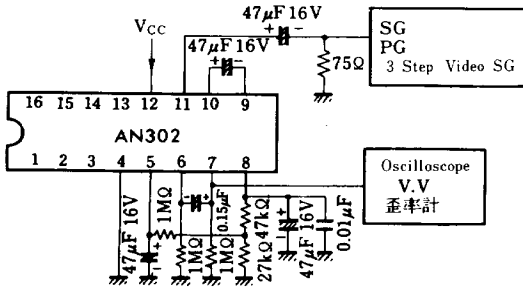 47μF 16V
+ -
SG
PG
3 Step Video SG
VCC
47μF 16V
+ -
75Ω
16 15 14 13 12 11 10 9
AN302
1 2 3 4 5 6 7 8
Oscilloscope
V.V
歪率計
47μF 16V
+
-
1MΩ
- +
0.15μF
1MΩ
1MΩ
47kΩ
27kΩ
+
-
47μF 16V
0.01μF